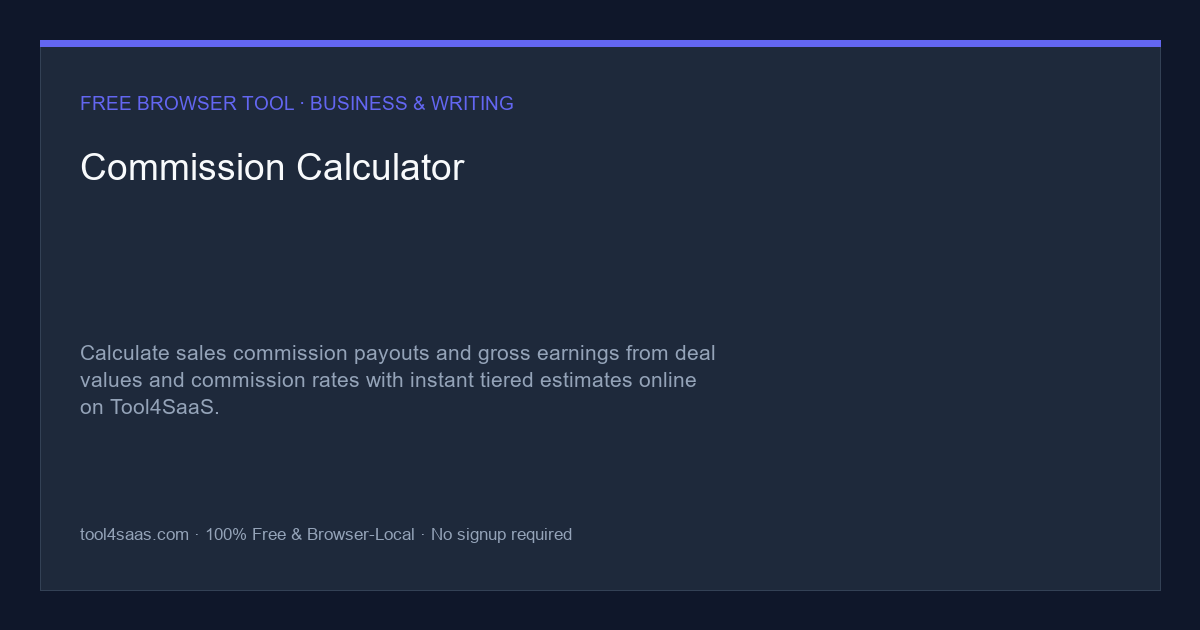 FREE BROWSER TOOL · BUSINESS & WRITING
Commission Calculator
Calculate sales commission payouts and gross earnings from deal
values and commission rates with instant tiered estimates online
on Tool4SaaS.
tool4saas.com · 100% Free & Browser-Local · No signup required